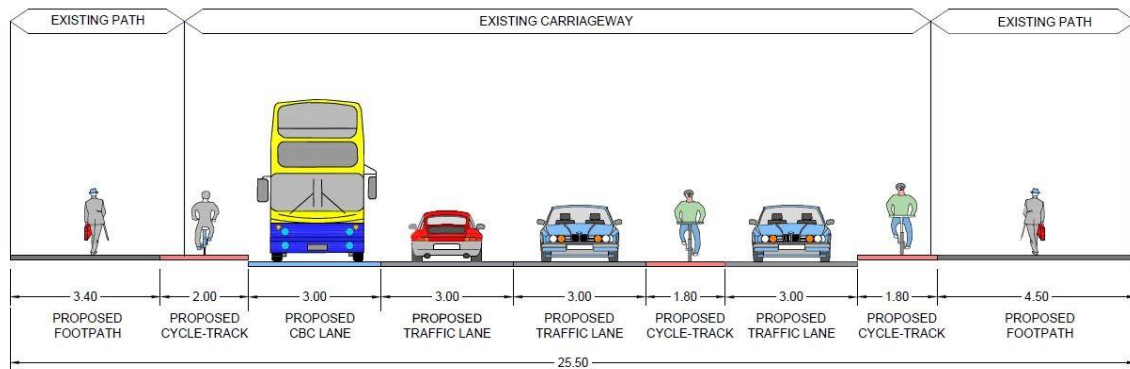 EXISTING PATH
EXISTING CARRIAGEWAY
EXISTING PATH
3.40
2.00
3.00
3.00
3.00
1.80
3.00
1.80
4.50
PROPOSED
FOOTPATH
PROPOSED
CYCLE-TRACK
PROPOSED
CBC LANE
PROPOSED
TRAFFIC LANE
PROPOSED
TRAFFIC LANE
PROPOSED
CYCLE-TRACK
PROPOSED
TRAFFIC LANE
PROPOSED
CYCLE-TRACK
PROPOSED
FOOTPATH
25.50